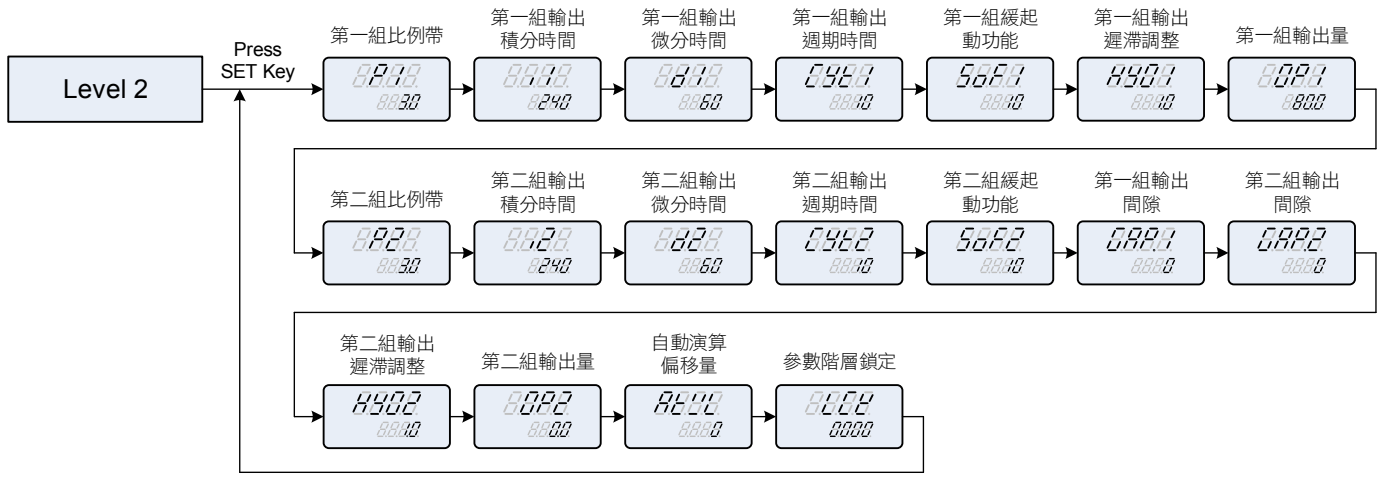 Level 2
Press
SET Key
第一組比例帶
P1
3.0
第一組輸出
積分時間
i1
240
第一組輸出
微分時間
d1
60
第一組輸出
週期時間
CYt1
10
第一組緩起
動功能
SoF1
10
第一組輸出
遲滯調整
HYO1
1.0
第一組輸出量
OP1
80.0
第二組比例帶
P2
3.0
第二組輸出
積分時間
i2
240
第二組輸出
微分時間
d2
60
第二組輸出
週期時間
CYt2
10
第二組緩起
動功能
SoF2
10
第一組輸出
間隙
GAP.1
0
第二組輸出
間隙
GAP.2
0
第二組輸出
遲滯調整
HYO2
1.0
第二組輸出量
OP2
0.0
自動演算
偏移量
0
參數階層鎖定
LCK
0000